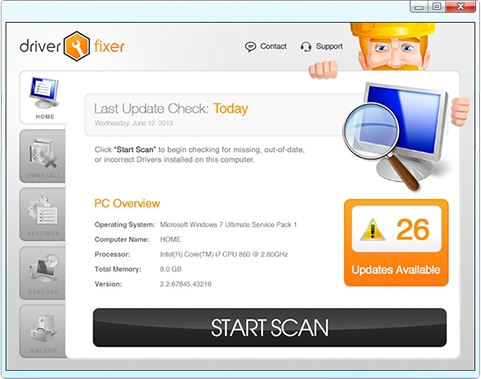 driver fixer
Contact
Support
HOME
Last Update Check: Today
Wednesday, June 12, 2013
Click "Start Scan" to begin checking for missing, out-of-date,
or incorrect Drivers installed on this computer.
UNINSTALL
PC Overview
Operating System: Microsoft Windows 7 Ultimate Service Pack 1
Computer Name: HOME
Processor: Intel(R) Core(TM) i7 CPU 860 @ 2.80GHz
Total Memory: 8.0 GB
Version: 2.2.67845.43216
26
Updates Available
SETTINGS
RESTORE
BACKUP
START SCAN